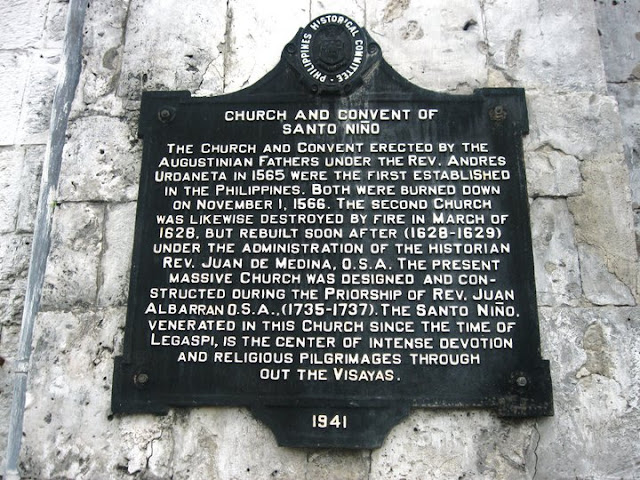 PHILIPPINES HISTORICAL COMMITTEE
CHURCH AND CONVENT OF
SANTO NIÑO
THE CHURCH AND CONVENT ERECTED BY THE
AUGUSTINIAN FATHERS UNDER THE REV. ANDRES
URDANETA IN 1565 WERE THE FIRST ESTABLISHED
IN THE PHILIPPINES. BOTH WERE BURNED DOWN
ON NOVEMBER 1, 1566. THE SECOND CHURCH
WAS LIKEWISE DESTROYED BY FIRE IN MARCH OF
1628, BUT REBUILT SOON AFTER (1628-1629)
UNDER THE ADMINISTRATION OF THE HISTORIAN
REV. JUAN DE MEDINA, O.S.A. THE PRESENT
MASSIVE CHURCH WAS DESIGNED AND CON-
STRUCTED DURING THE PRIORSHIP OF REV. JUAN
ALBARRAN O.S.A., (1735-1737). THE SANTO NIÑO,
VENERATED IN THIS CHURCH SINCE THE TIME OF
LEGASPI, IS THE CENTER OF INTENSE DEVOTION
AND RELIGIOUS PILGRIMAGES THROUGH
OUT THE VISAYAS.
1941